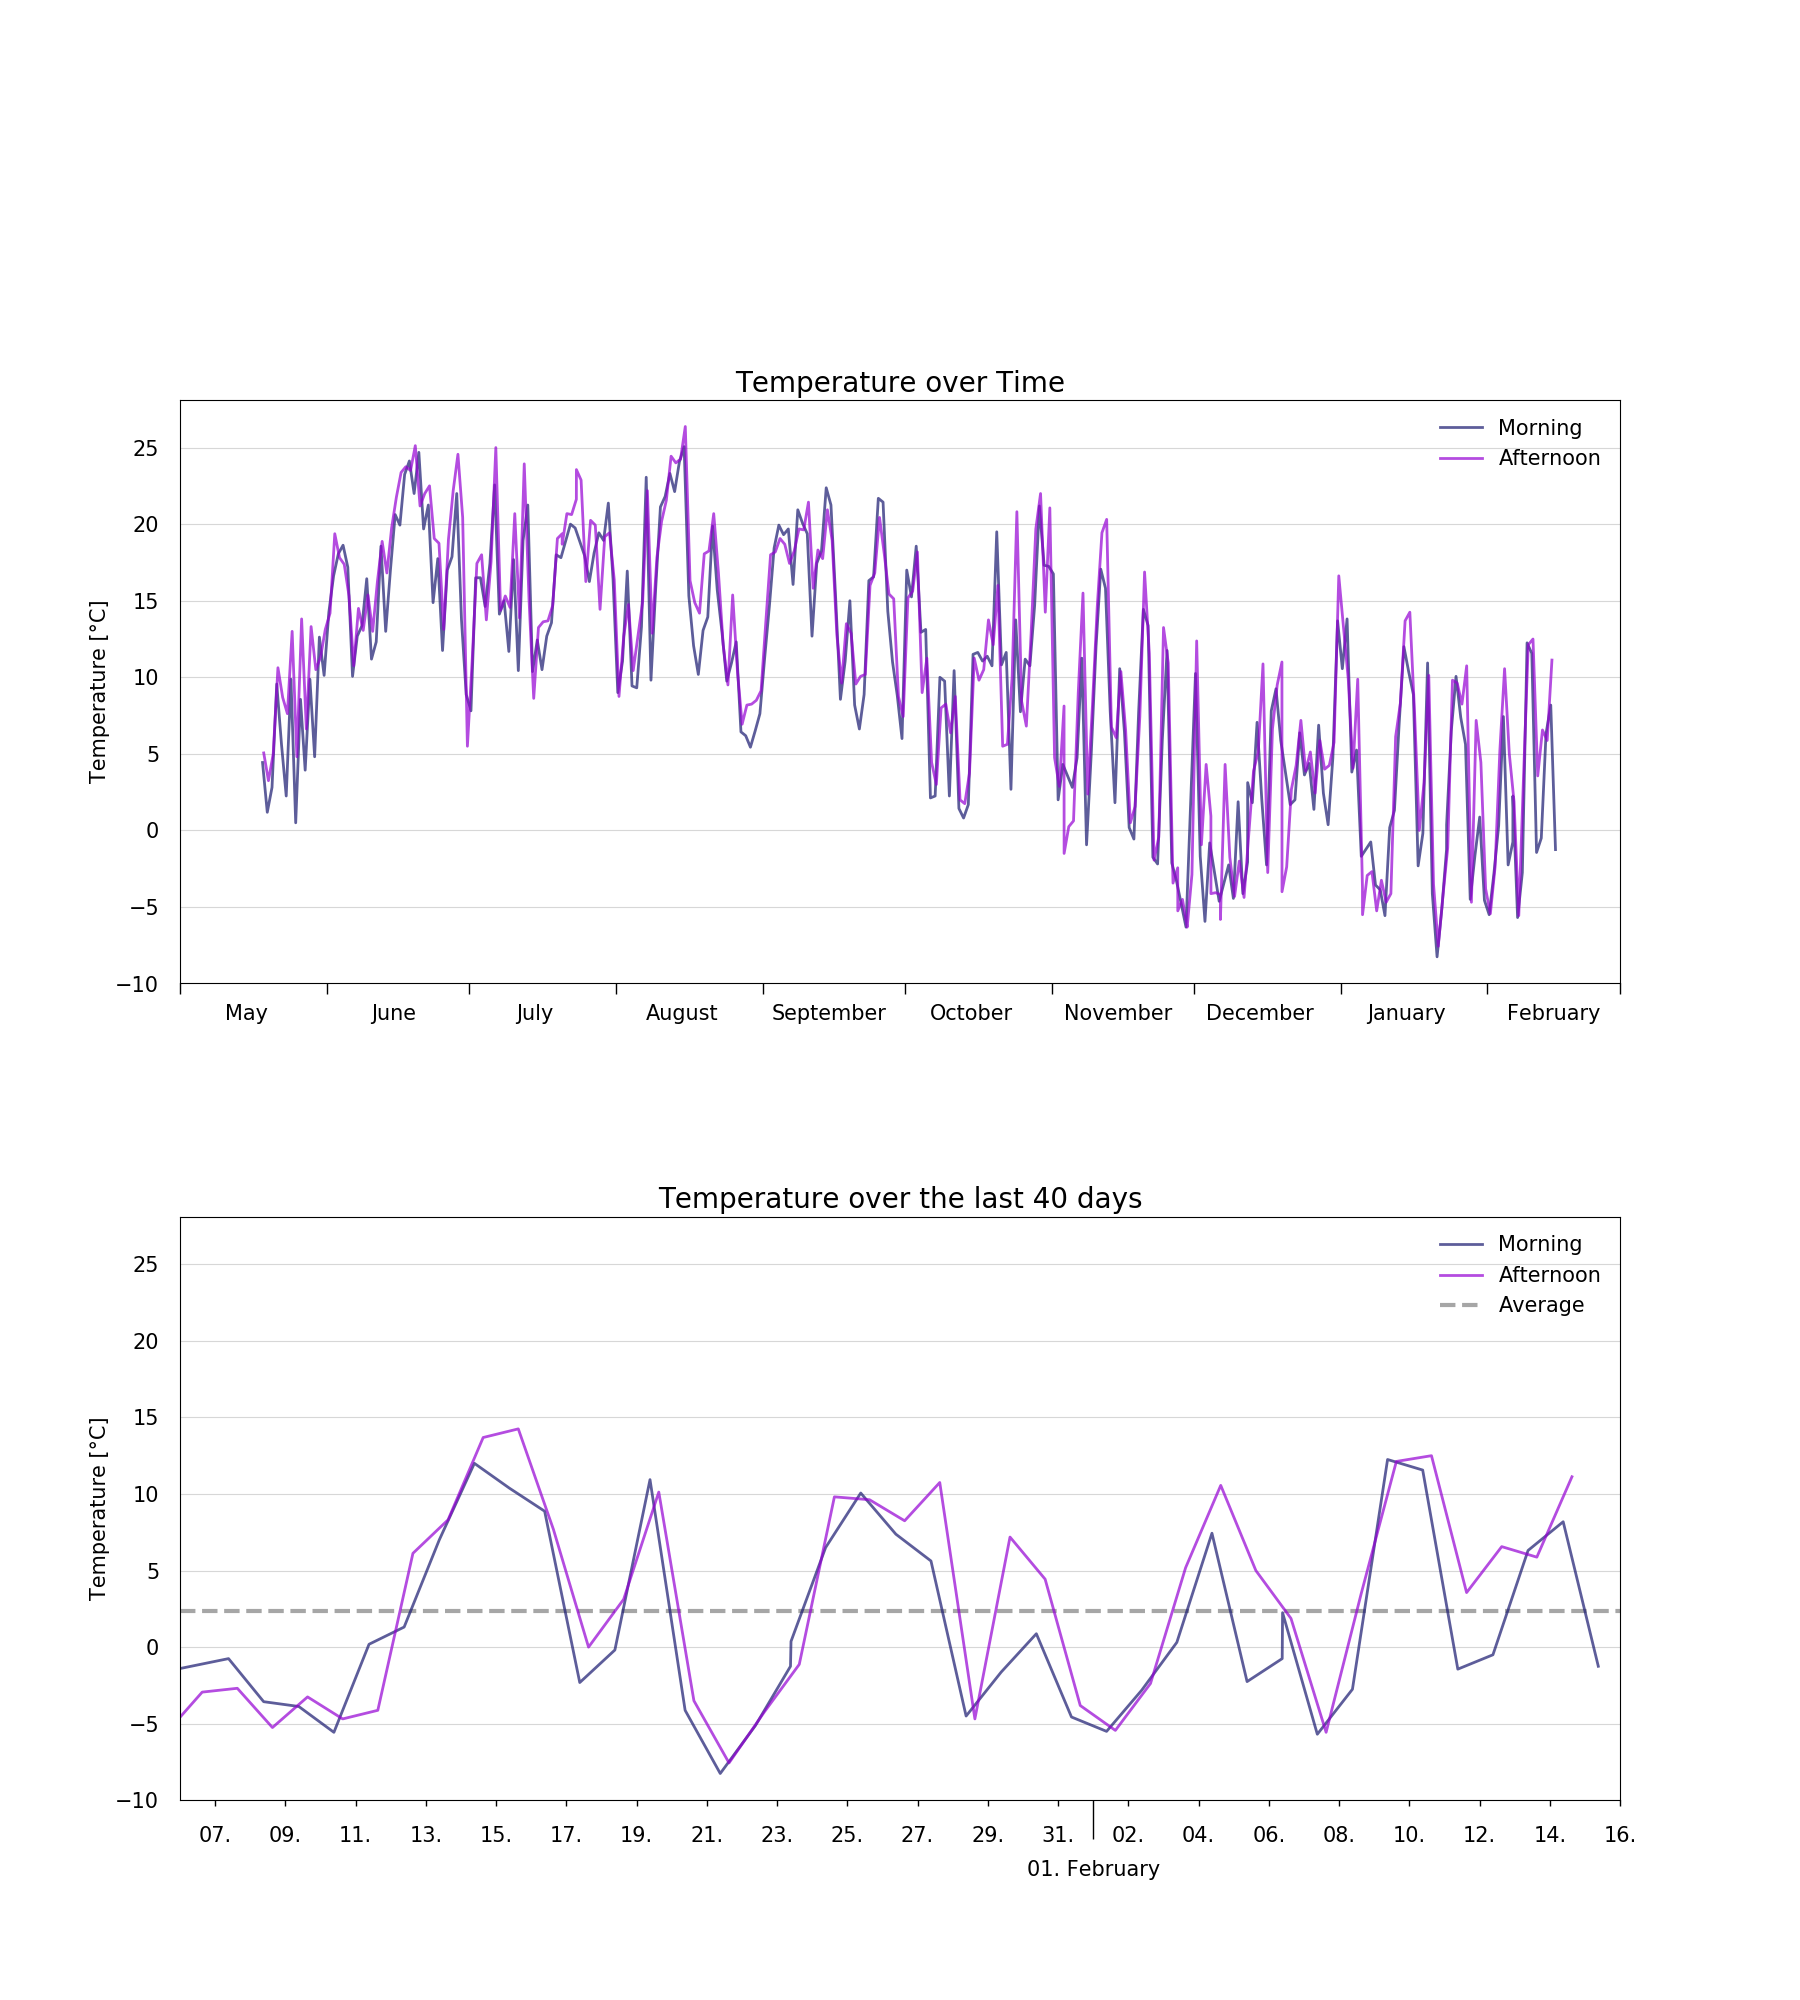 Temperature over Time
Morning
Afternoon
Temperature [°C]
25
20
15
10
5
0
−5
−10
May June July August September October November December January February
Temperature over the last 40 days
Morning
Afternoon
Average
Temperature [°C]
25
20
15
10
5
0
−5
−10
07. 09. 11. 13. 15. 17. 19. 21. 23. 25. 27. 29. 31. 02. 04. 06. 08. 10. 12. 14. 16.
01. February